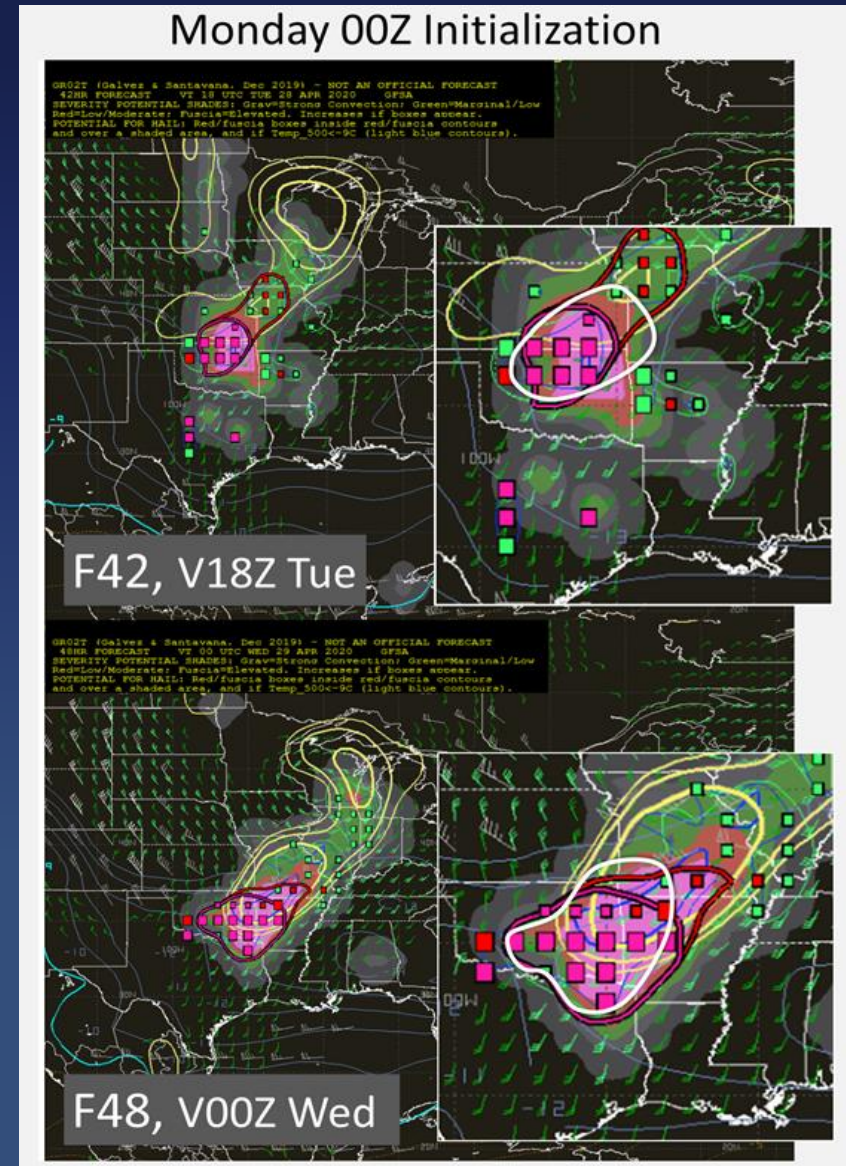 Monday 00Z Initialization
GR02T (Galvez & Santayana, Dec 2019) - NOT AN OFFICIAL FORECAST
42HR FORECAST VT 18 UTC TUE 28 APR 2020 GFSA
SEVERITY POTENTIAL SHADES: Gray=Strong Convection; Green=Marginal/Low
Red=Low/Moderate; Fuscia=Elevated. Increases if boxes appear.
POTENTIAL FOR HAIL: Red/fuscia boxes inside red/fuscia contours
and over a shaded area, and if Temp_500<-9C (light blue contours).
100W
-13
F42, V18Z Tue
GR02T (Galvez & Santayana, Dec 2019) - NOT AN OFFICIAL FORECAST
48HR FORECAST VT 00 UTC WED 29 APR 2020 GFSA
SEVERITY POTENTIAL SHADES: Gray=Strong Convection; Green=Marginal/Low
Red=Low/Moderate; Fuscia=Elevated. Increases if boxes appear.
POTENTIAL FOR HAIL: Red/fuscia boxes inside red/fuscia contours
and over a shaded area, and if Temp_500<-9C (light blue contours).
-10
-12
F48, V00Z Wed